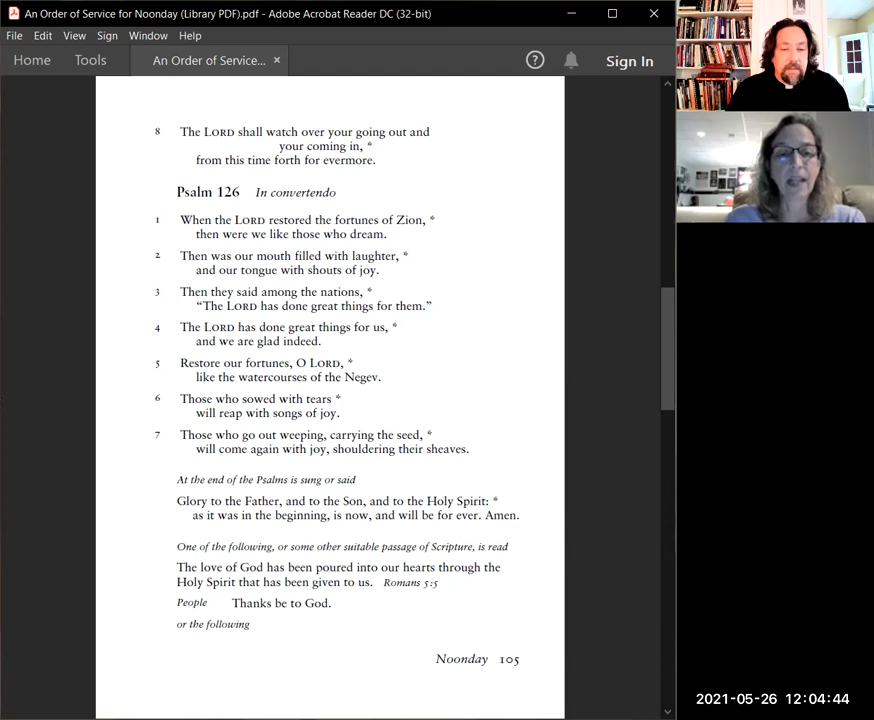 An Order of Service for Noonday (Library PDF).pdf - Adobe Acrobat Reader DC (32-bit)
File Edit View Sign Window Help
Home Tools An Order of Service... × Sign In
8 The LORD shall watch over your going out and
your coming in, *
from this time forth for evermore.
Psalm 126 In convertendo
1 When the LORD restored the fortunes of Zion, *
then were we like those who dream.
2 Then was our mouth filled with laughter, *
and our tongue with shouts of joy.
3 Then they said among the nations, *
“The LORD has done great things for them.”
4 The LORD has done great things for us, *
and we are glad indeed.
5 Restore our fortunes, O LORD, *
like the watercourses of the Negev.
6 Those who sowed with tears *
will reap with songs of joy.
7 Those who go out weeping, carrying the seed, *
will come again with joy, shouldering their sheaves.
At the end of the Psalms is sung or said
Glory to the Father, and to the Son, and to the Holy Spirit: *
as it was in the beginning, is now, and will be for ever. Amen.
One of the following, or some other suitable passage of Scripture, is read
The love of God has been poured into our hearts through the
Holy Spirit that has been given to us. Romans 5:5
People Thanks be to God.
or the following
Noonday 105
2021-05-26 12:04:44